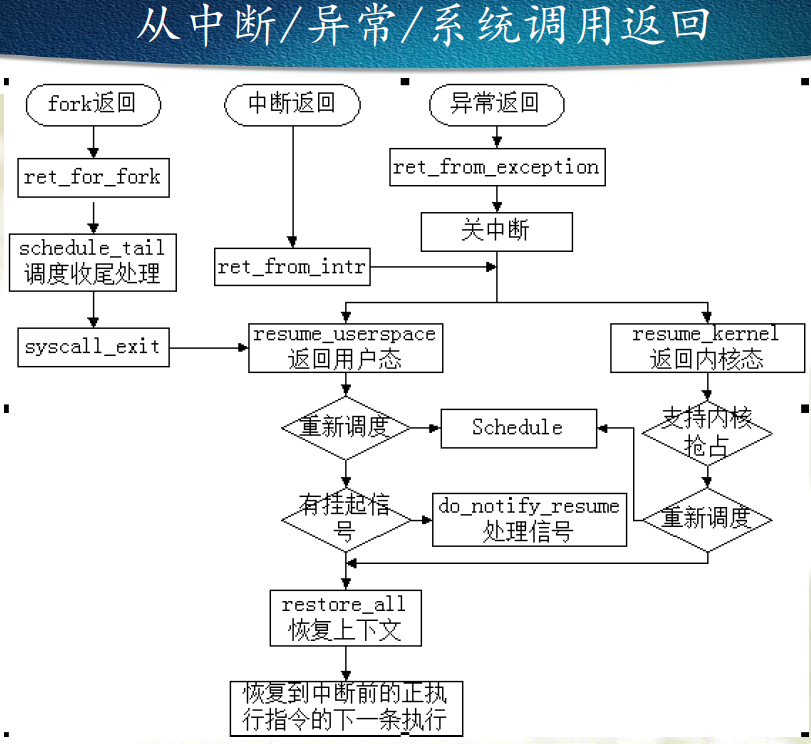 从中断/异常/系统调用返回
fork返回
中断返回
异常返回
ret_for_fork
ret_from_exception
schedule_tail
调度收尾处理
关中断
ret_from_intr
syscall_exit
resume_userspace
返回用户态
resume_kernel
返回内核态
重新调度
Schedule
支持内核
抢占
有挂起信
号
do_notify_resume
处理信号
重新调度
restore_all
恢复上下文
恢复到中断前的正执
行指令的下一条执行